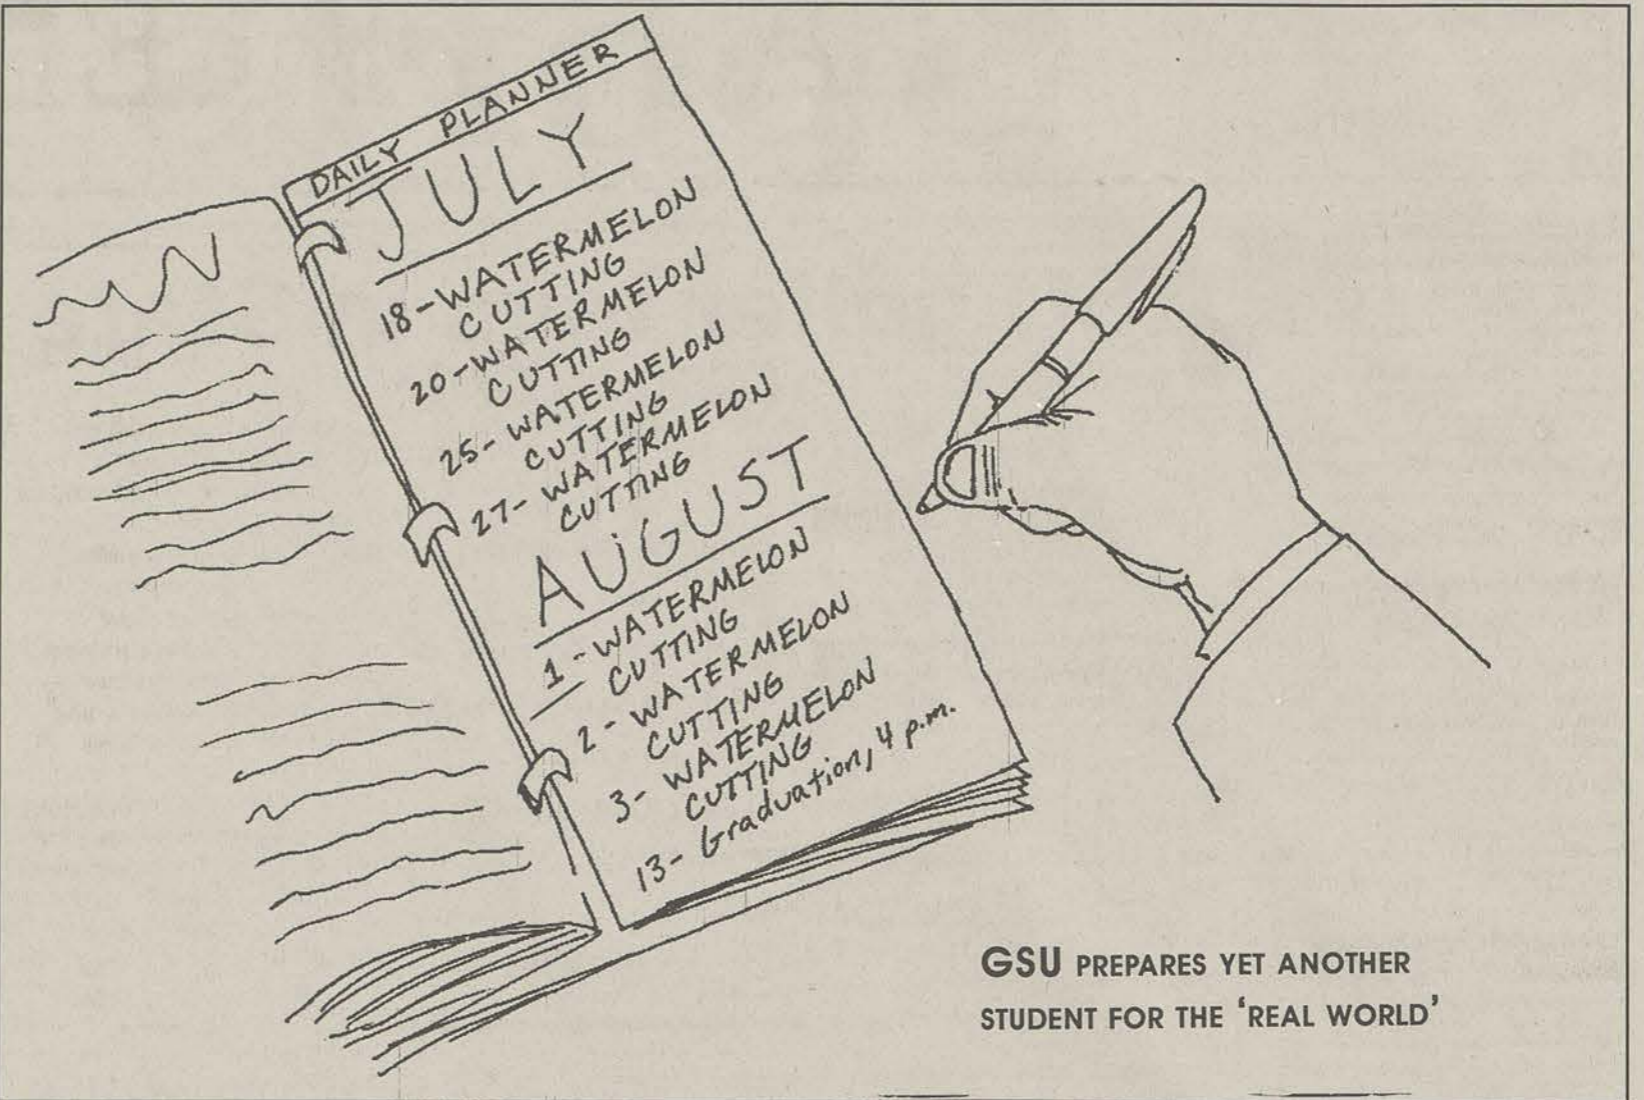 DAILY PLANNER
JULY
18-WATERMELON
CUTTING
20-WATERMELON
CUTTING
25-WATERMELON
CUTTING
27-WATERMELON
CUTTING
AUGUST
1-WATERMELON
CUTTING
2-WATERMELON
CUTTING
3-WATERMELON
CUTTING
13-Graduation, 4 p.m.
GSU PREPARES YET ANOTHER
STUDENT FOR THE 'REAL WORLD'